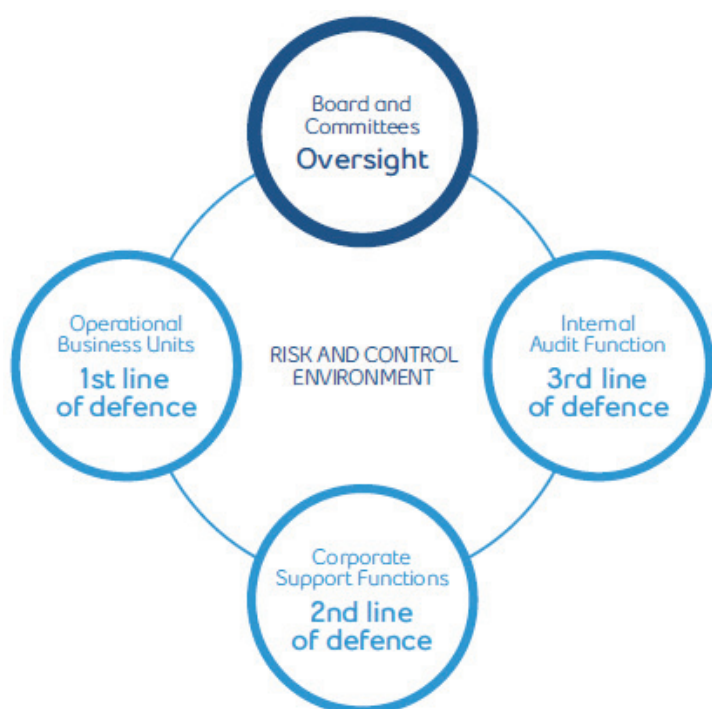 Board and
Committees
Oversight
Operational
Business Units
1st line
of defence
RISK AND CONTROL
ENVIRONMENT
Internal
Audit Function
3rd line
of defence
Corporate
Support Functions
2nd line
of defence